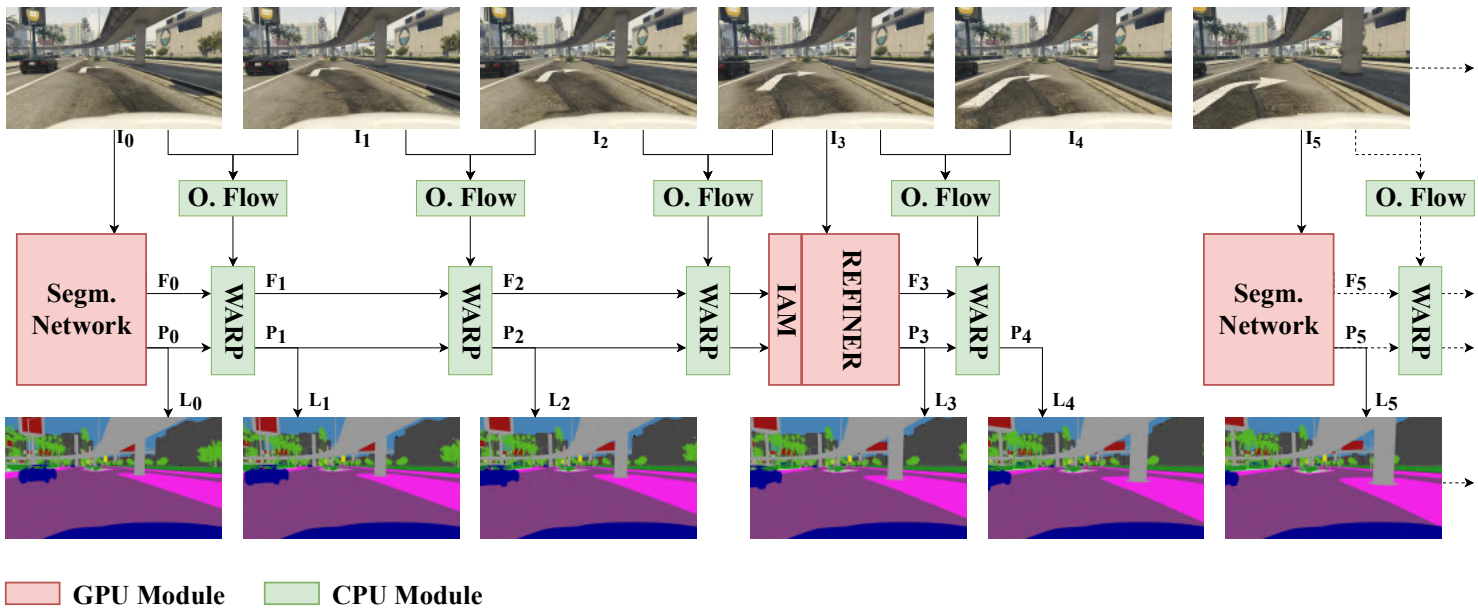 I0 I1 I2 I3 I4 I5
O. Flow O. Flow O. Flow O. Flow O. Flow
Segm.
Network
F0
P0
WARP
F1
P1
WARP
F2
P2
WARP
IAM
REFINER
F3
P3
WARP
P4
Segm.
Network
F5
P5
WARP
L0 L1 L2 L3 L4 L5
GPU Module CPU Module